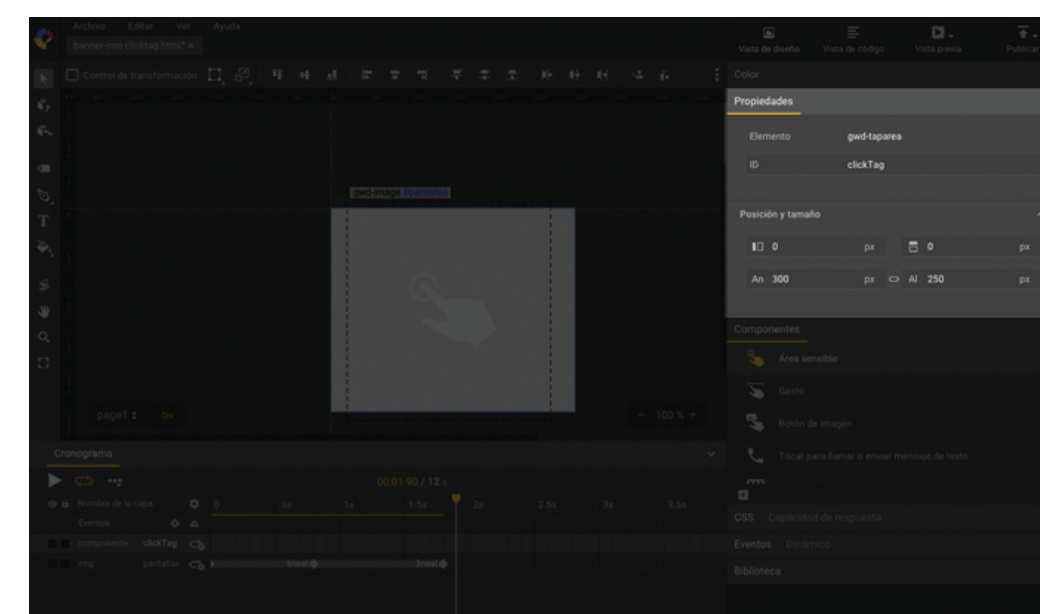 Archivo Editar Ver Ayuda
banner-con-clicktag.html* ×
Vista de diseño Vista de código Vista previa Publicar
Control de transformación
Color
Propiedades
Elemento gwd-taparea
ID clickTag
gwd-image #pantallas
Posición y tamaño
0 px 0 px
An 300 px Al 250 px
Componentes
Área sensible
Gesto
Botón de imagen
page1 Div
- 100 % +
Tocar para llamar o enviar mensaje de texto
Cronograma
00:01.90 / 12 s
Nombre de la capa 0 .5s 1s 1.5s 2s 2.5s 3s 3.5s
Eventos
CSS Capacidad de respuesta
componente clickTag
Eventos Dinámico
img pantallas lineal lineal
Biblioteca